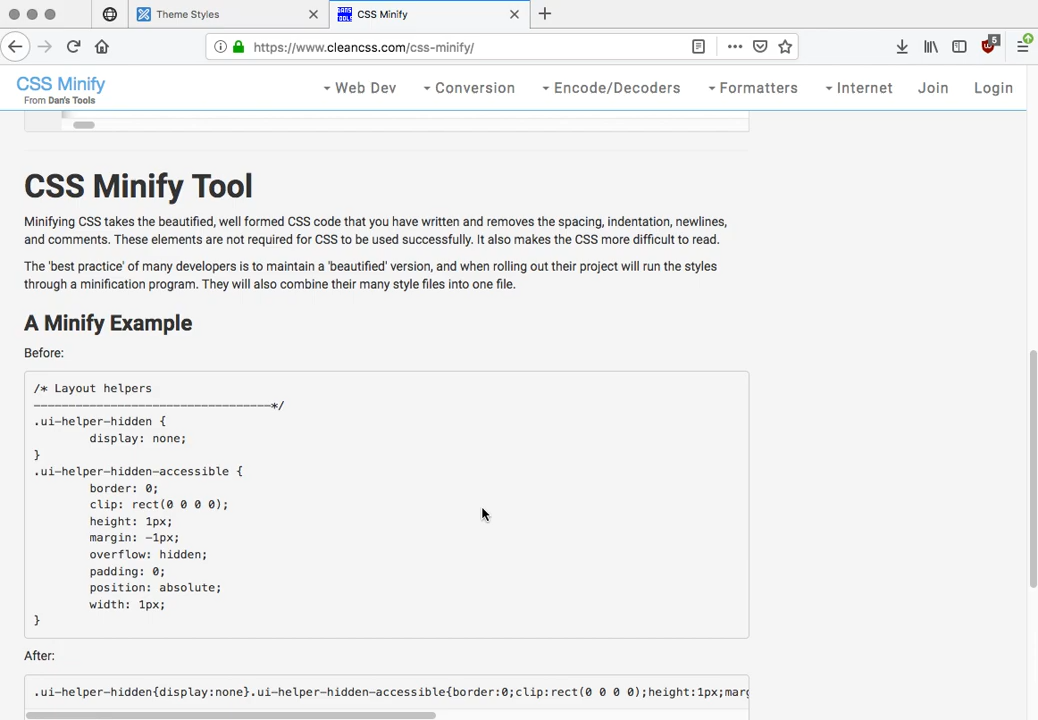 Theme Styles
CSS Minify
https://www.cleancss.com/css-minify/
5
CSS Minify
From Dan's Tools
Web Dev
Conversion
Encode/Decoders
Formatters
Internet
Join
Login
CSS Minify Tool
Minifying CSS takes the beautified, well formed CSS code that you have written and removes the spacing, indentation, newlines,
and comments. These elements are not required for CSS to be used successfully. It also makes the CSS more difficult to read.
The 'best practice' of many developers is to maintain a 'beautified' version, and when rolling out their project will run the styles
through a minification program. They will also combine their many style files into one file.
A Minify Example
Before:
/* Layout helpers
----------------------------------*/
.ui-helper-hidden {
display: none;
}
.ui-helper-hidden-accessible {
border: 0;
clip: rect(0 0 0 0);
height: 1px;
margin: -1px;
overflow: hidden;
padding: 0;
position: absolute;
width: 1px;
}
After:
.ui-helper-hidden{display:none}.ui-helper-hidden-accessible{border:0;clip:rect(0 0 0 0);height:1px;marg